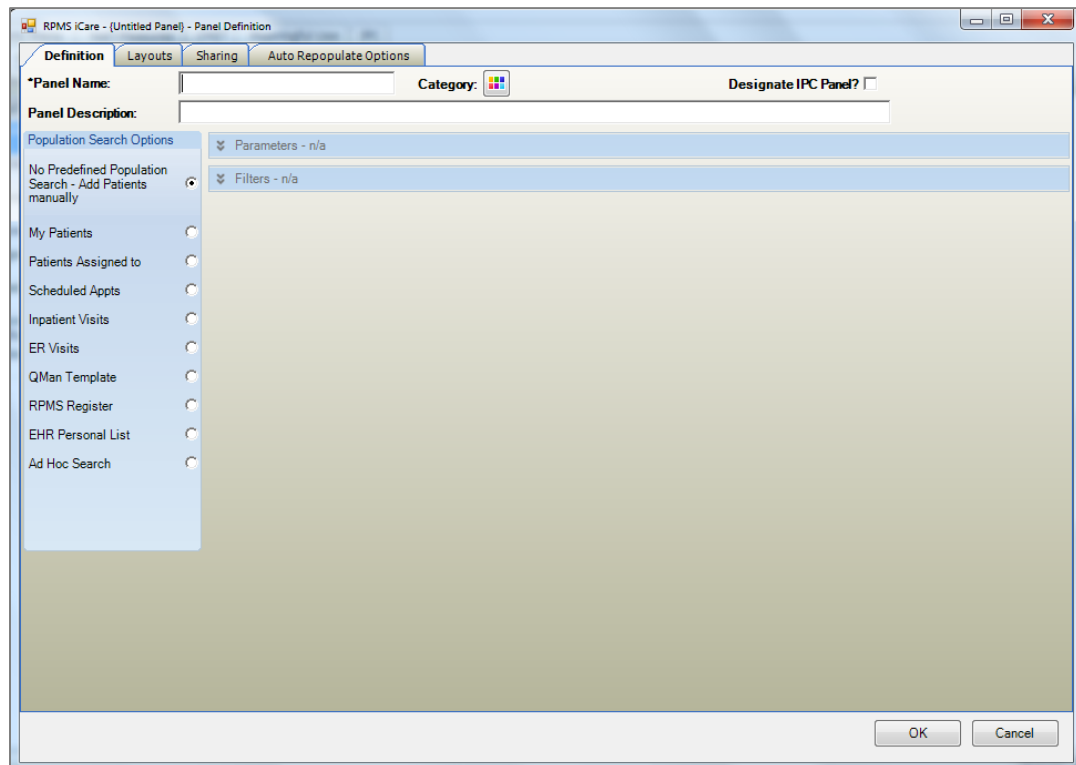 RPMS iCare - {Untitled Panel} - Panel Definition
Definition Layouts Sharing Auto Repopulate Options
*Panel Name: Category: Designate IPC Panel?
Panel Description:
Population Search Options
Parameters - n/a
No Predefined Population
Search - Add Patients
manually
Filters - n/a
My Patients
Patients Assigned to
Scheduled Appts
Inpatient Visits
ER Visits
QMan Template
RPMS Register
EHR Personal List
Ad Hoc Search
OK Cancel